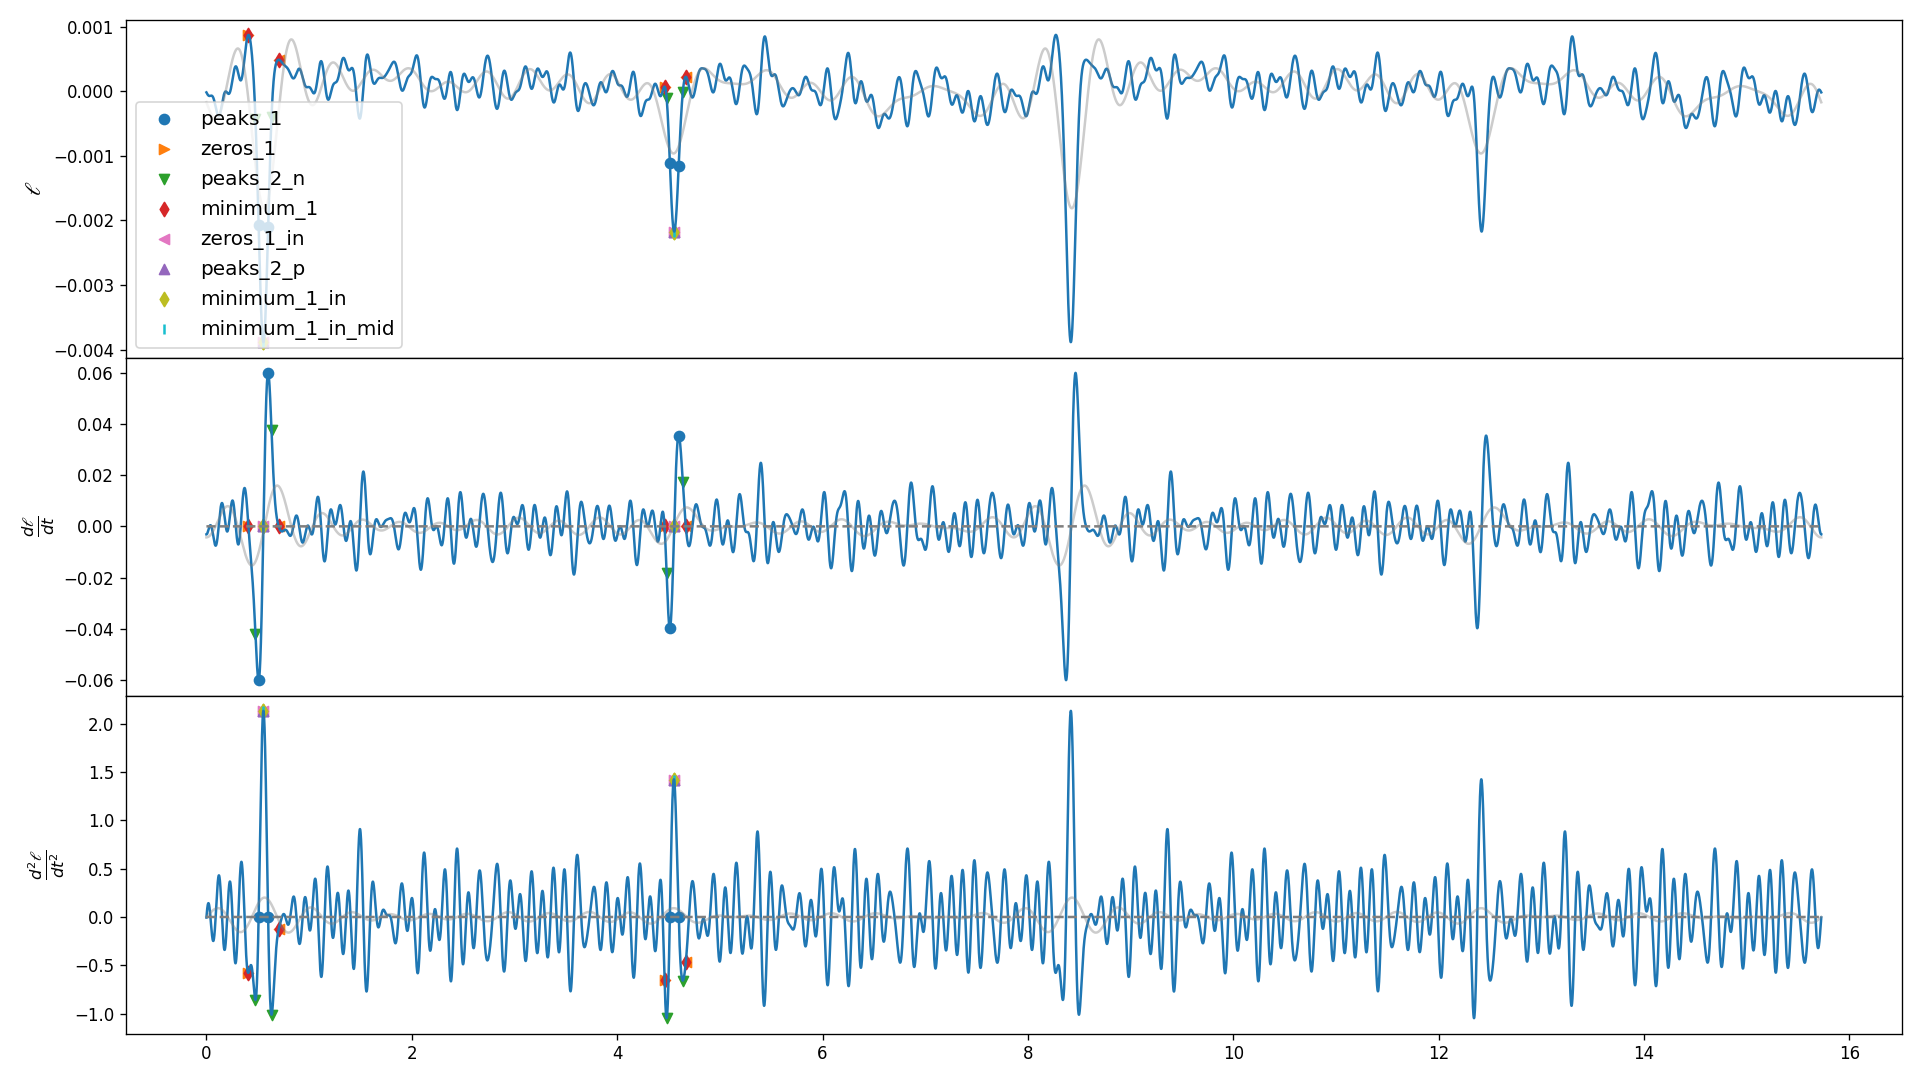 0.001
0.000
−0.001
−0.002
−0.003
−0.004
ℓ
peaks_1
zeros_1
peaks_2_n
minimum_1
zeros_1_in
peaks_2_p
minimum_1_in
minimum_1_in_mid
0.06
0.04
0.02
0.00
−0.02
−0.04
−0.06
dℓ/dt
2.0
1.5
1.0
0.5
0.0
−0.5
−1.0
d²ℓ/dt²
0 2 4 6 8 10 12 14 16